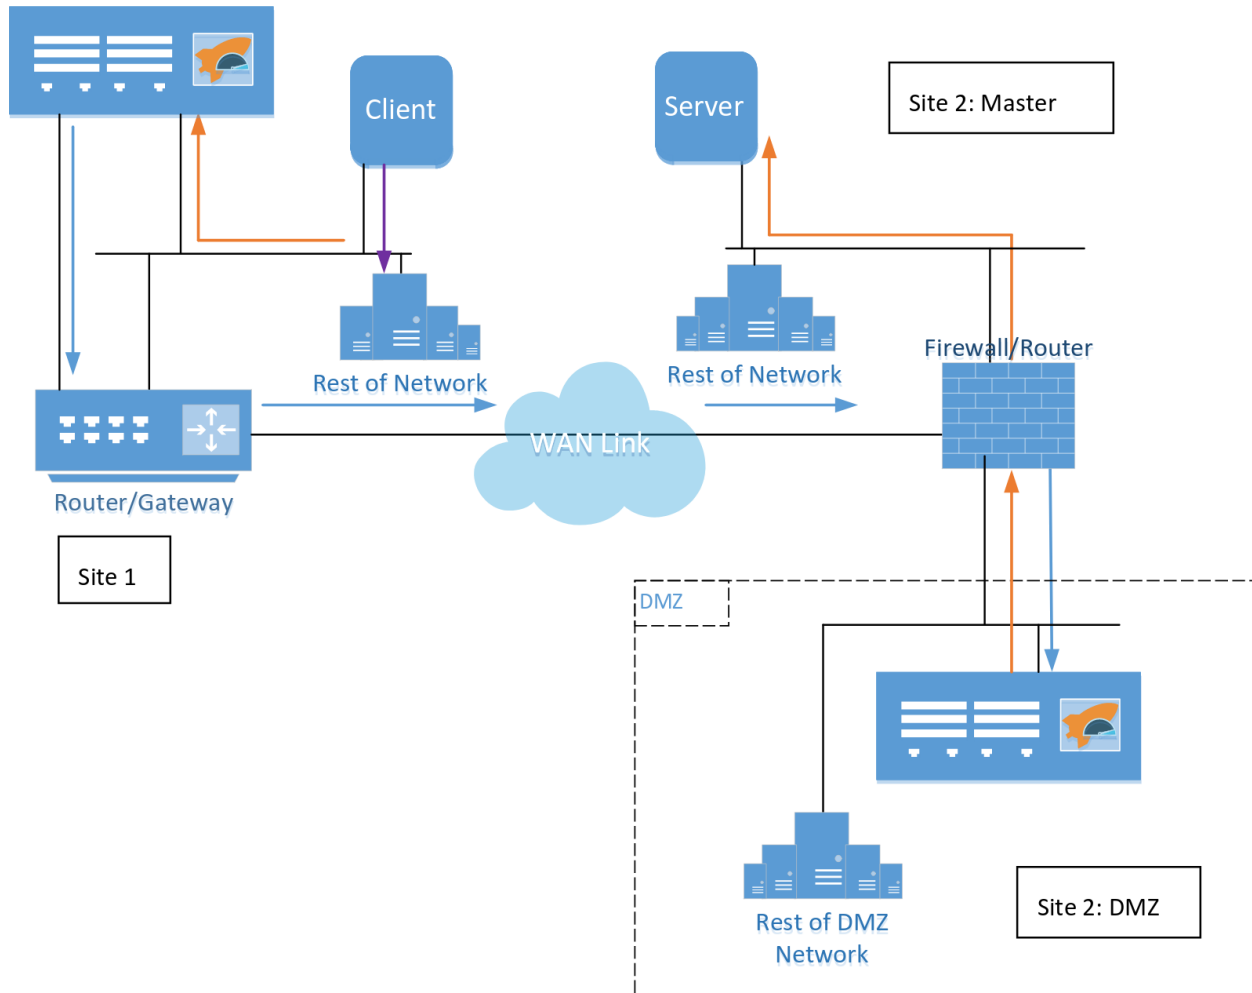 Client
Server
Site 2: Master
Rest of Network
Rest of Network
Firewall/Router
WAN Link
Router/Gateway
Site 1
DMZ
Rest of DMZ
Network
Site 2: DMZ